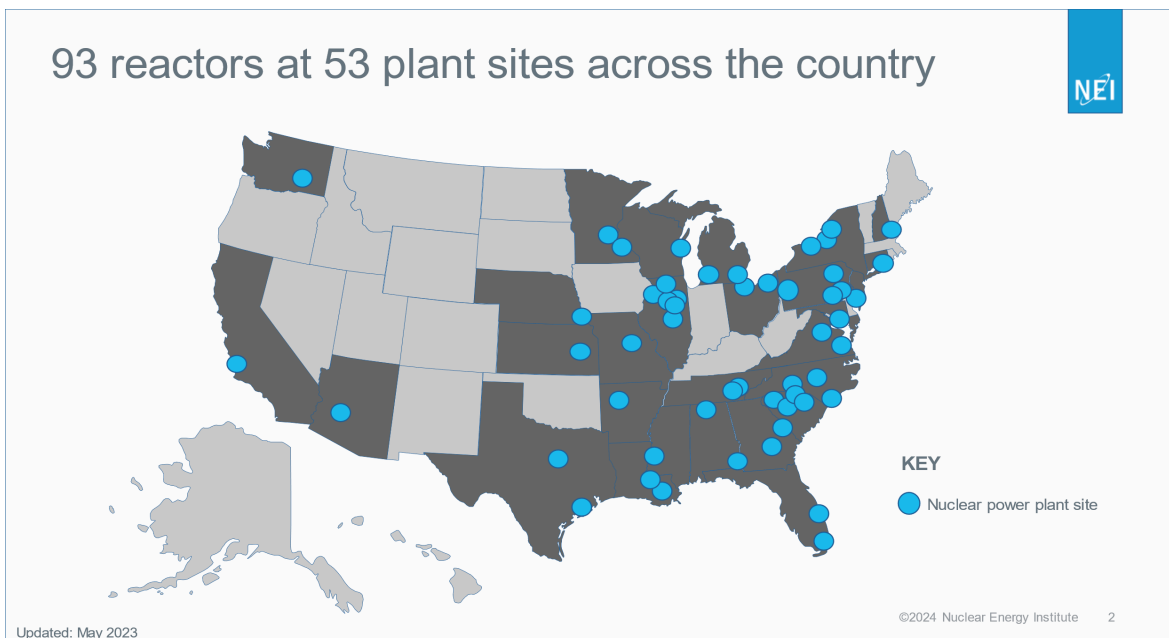 93 reactors at 53 plant sites across the country
NEI
KEY
Nuclear power plant site
©2024 Nuclear Energy Institute 2
Updated: May 2023